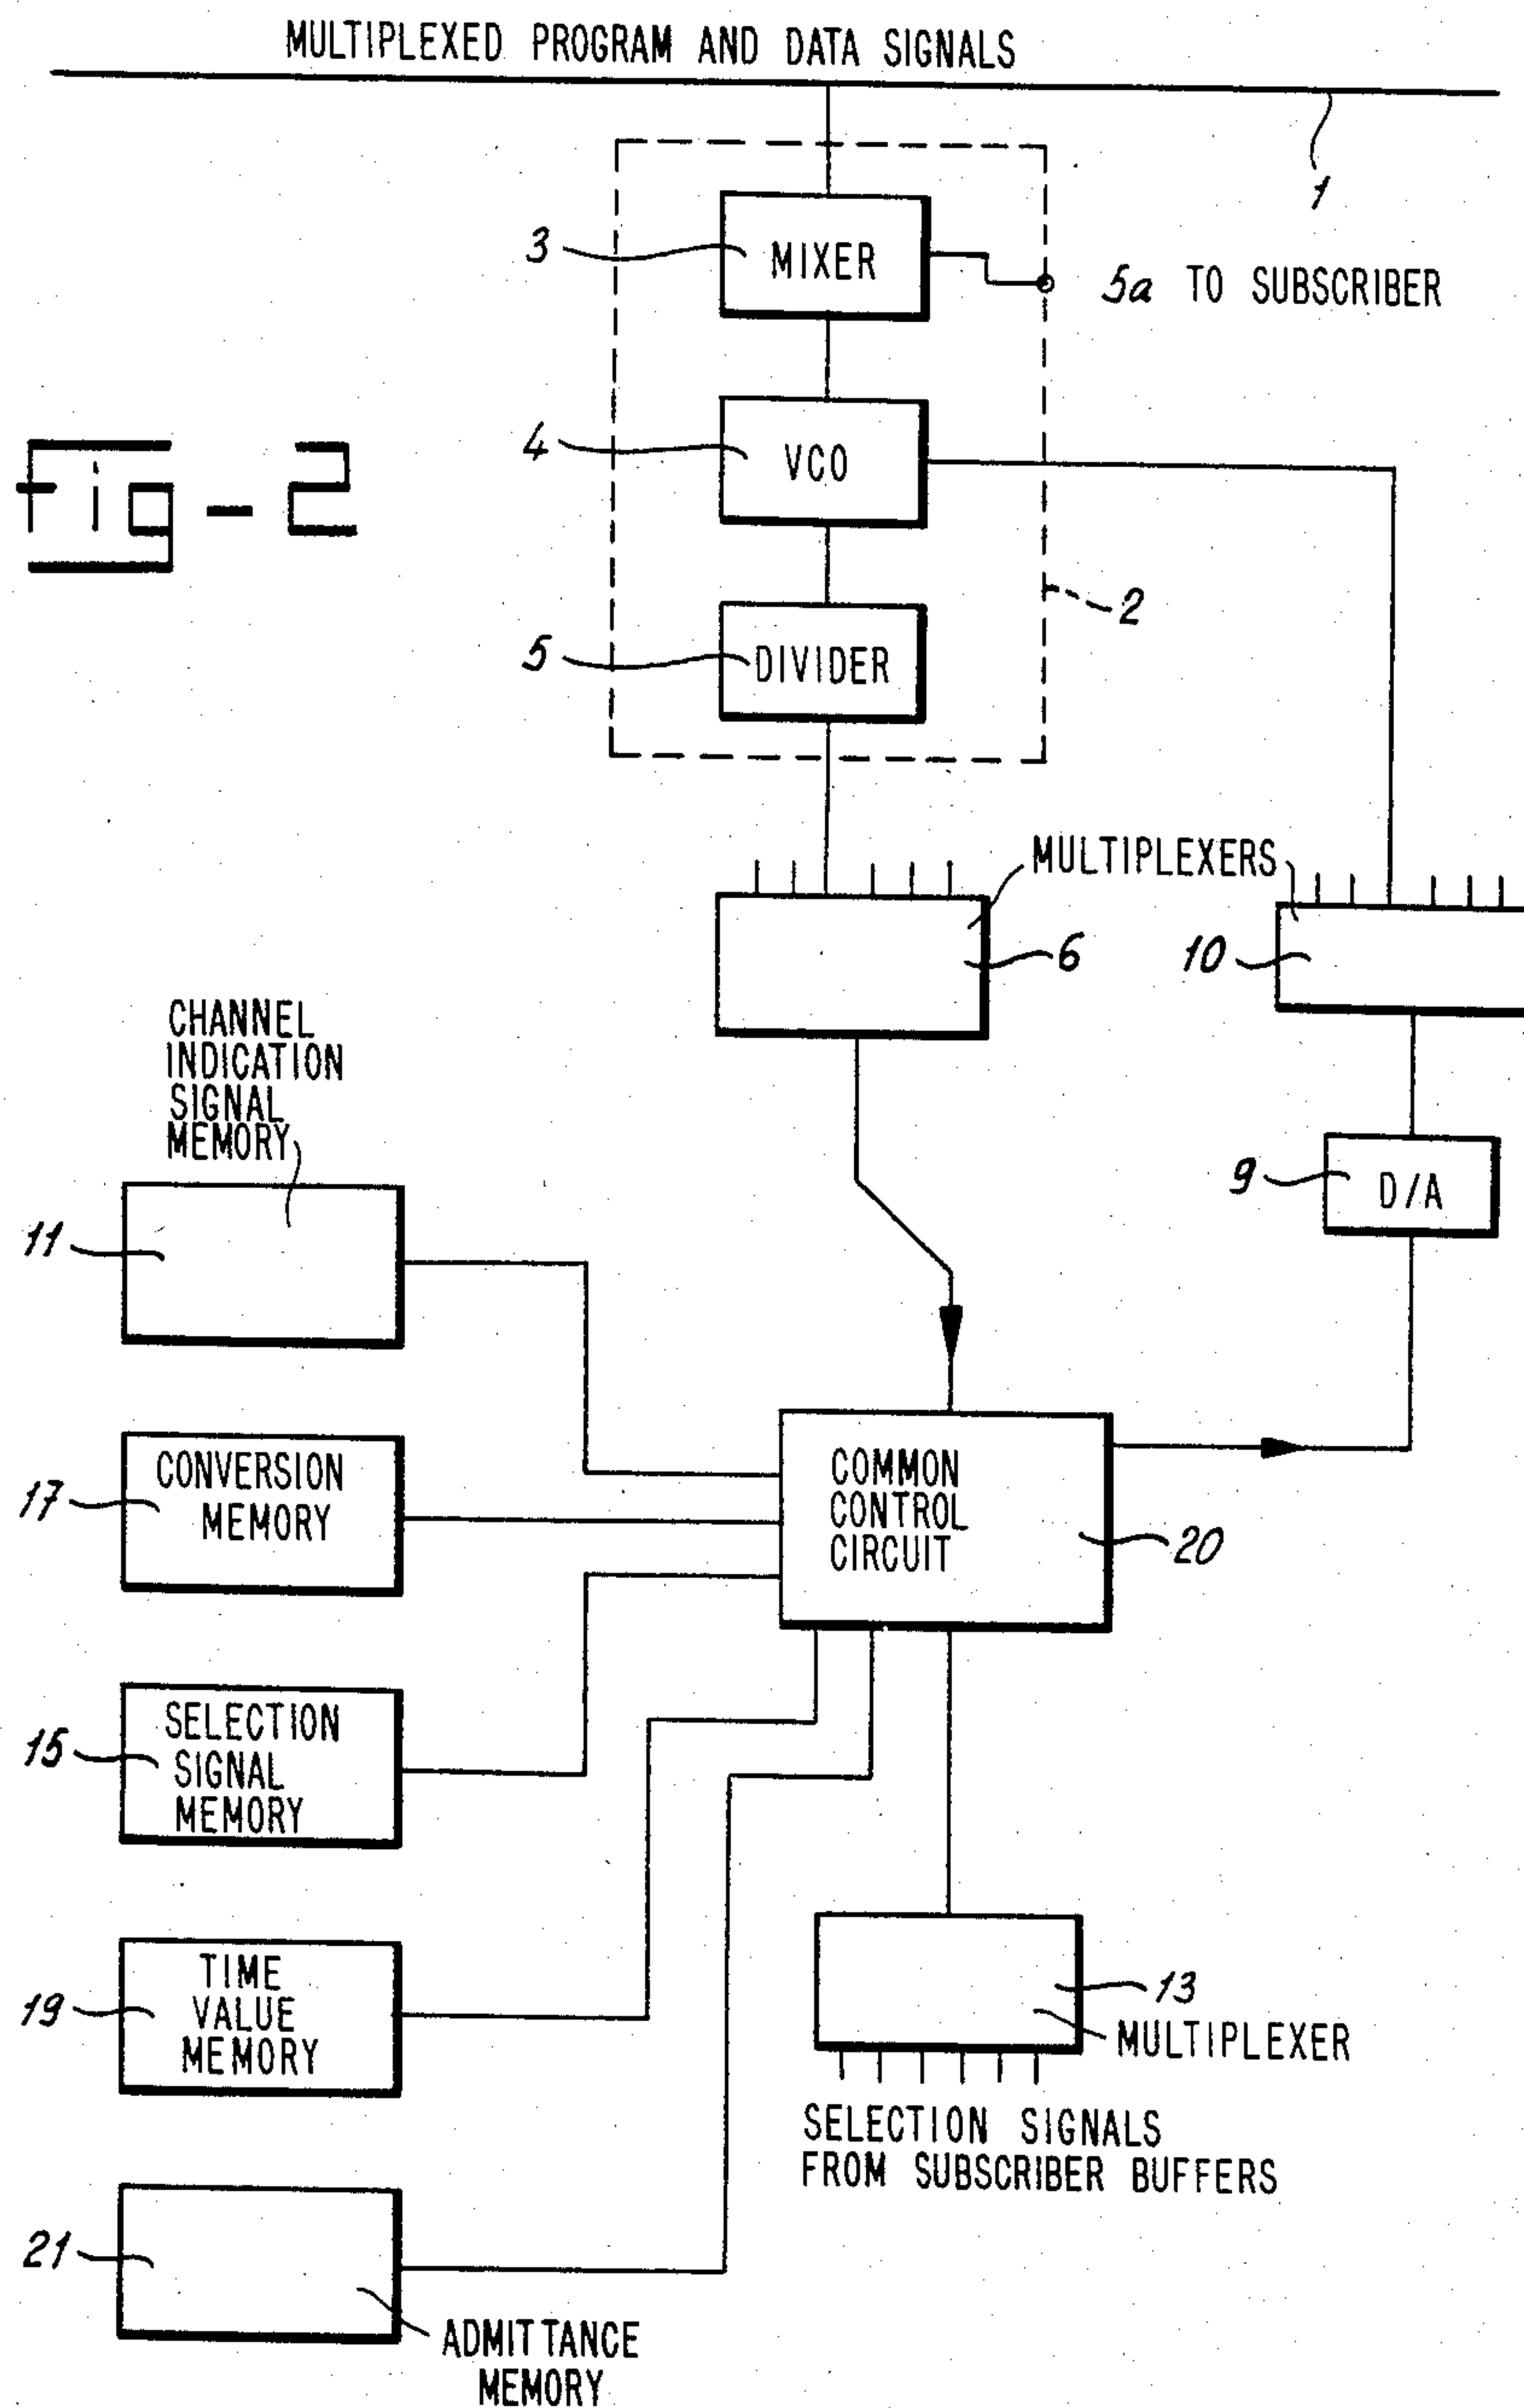 MULTIPLEXED PROGRAM AND DATA SIGNALS
1
3
MIXER
5a TO SUBSCRIBER
4
VCO
Fig-2
2
5
DIVIDER
MULTIPLEXERS
6
10
CHANNEL
INDICATION
SIGNAL
MEMORY
9
D/A
11
CONVERSION
MEMORY
17
COMMON
CONTROL
CIRCUIT
20
SELECTION
SIGNAL
MEMORY
15
TIME
VALUE
MEMORY
19
13
MULTIPLEXER
SELECTION SIGNALS
FROM SUBSCRIBER BUFFERS
21
ADMITTANCE
MEMORY